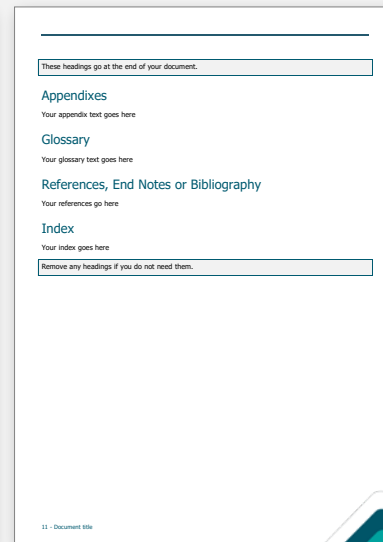 These headings go at the end of your document.
Appendixes
Your appendix text goes here
Glossary
Your glossary text goes here
References, End Notes or Bibliography
Your references go here
Index
Your index goes here
Remove any headings if you do not need them.
11 - Document title